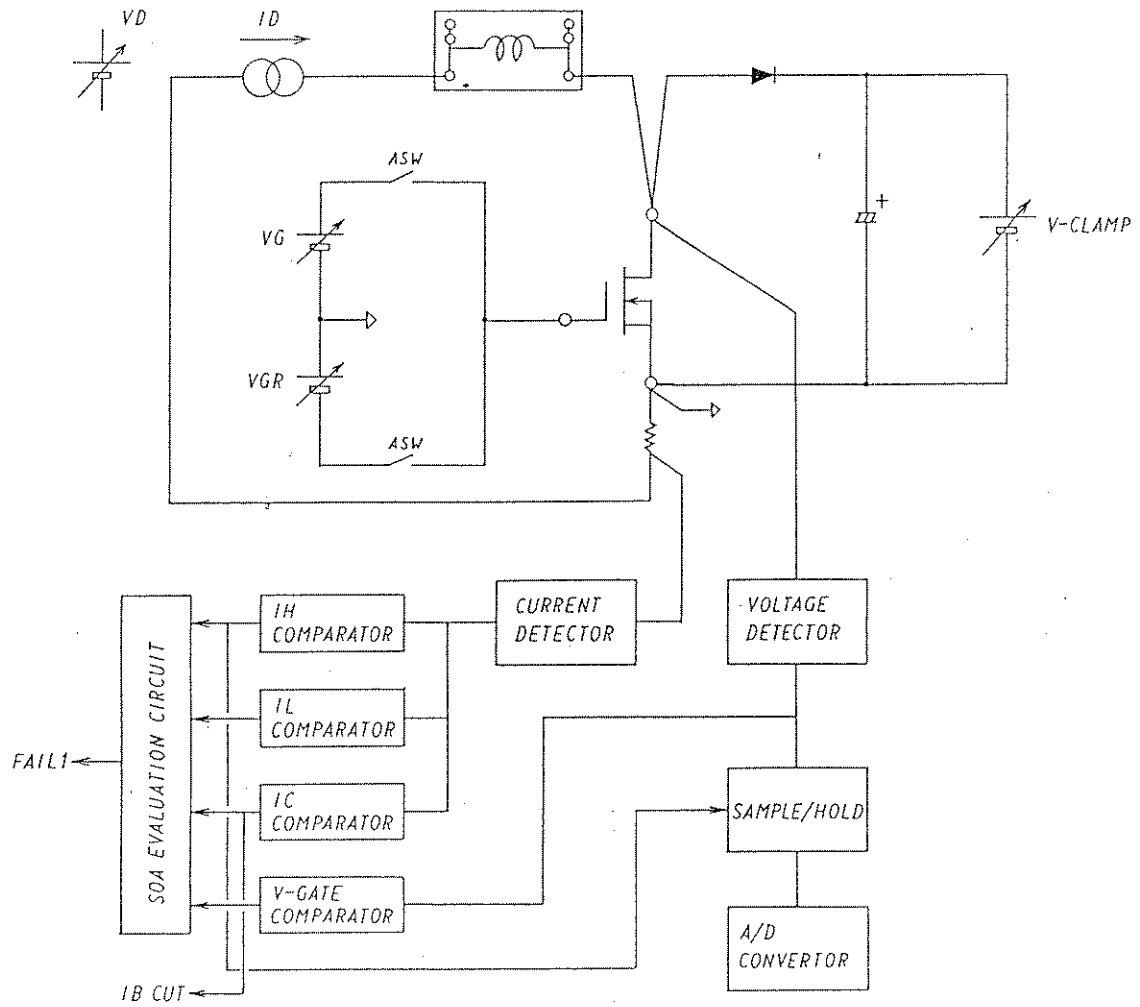 VD
ID
ASW
VG
+
V-CLAMP
VGR
ASW
IH
COMPARATOR
CURRENT
DETECTOR
VOLTAGE
DETECTOR
IL
COMPARATOR
SOA EVALUATION CIRCUIT
FAIL1
IC
COMPARATOR
SAMPLE/HOLD
V-GATE
COMPARATOR
A/D
CONVERTOR
IB CUT